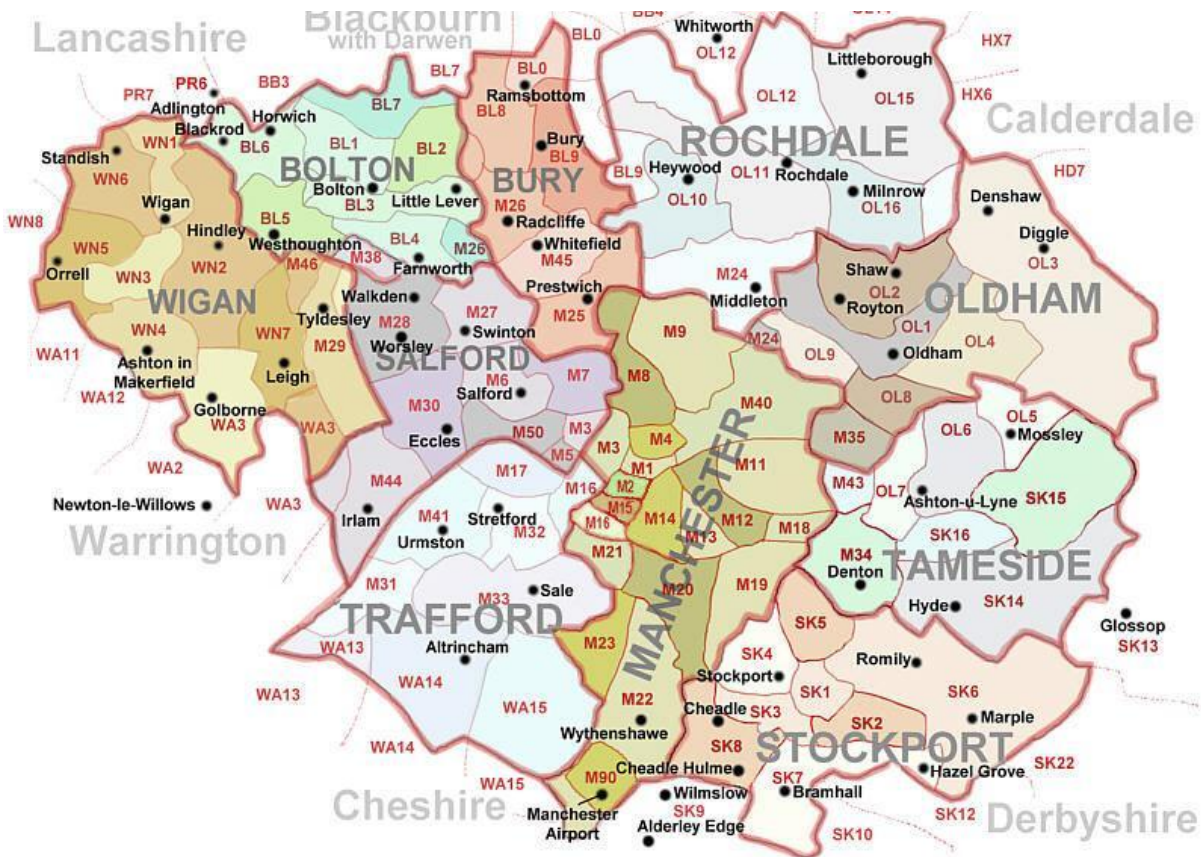 Lancashire
Blackburn
with Darwen
BB4
Whitworth
OL12
HX7
BL0
Littleborough
PR6
PR7
BB3
BL7
BL0
Ramsbottom
OL12
OL15
HX6
Calderdale
Adlington
Horwich
BL7
BL8
Blackrod
BL6
BL1
BL2
Bury
BL9
ROCHDALE
Standish
WN1
WN6
BOLTON
BURY
BL9
Heywood
OL11
Rochdale
HD7
Bolton
BL3
Little Lever
M26
OL10
Milnrow
OL16
Denshaw
WN8
Wigan
BL5
Radcliffe
Hindley
Westhoughton
BL4
M26
Whitefield
M45
Diggle
OL3
WN5
Orrell
WN3
WN2
M46
M38
Farnworth
M24
Shaw
OL2
WIGAN
Walkden
M27
Prestwich
M25
Middleton
Royton
OLDHAM
Tyldesley
M28
Swinton
M9
M24
OL1
WN4
WN7
Worsley
OL9
Oldham
OL4
WA11
Ashton in
Makerfield
M29
SALFORD
Leigh
M6
M7
M8
WA12
Golborne
Salford
M30
M40
OL8
WA3
WA3
Eccles
M50
M3
M3
M4
M35
OL6
OL5
Mossley
M5
M1
M11
WA2
M17
M16
M2
M43
OL7
Ashton-u-Lyne
SK15
Newton-le-Willows
WA3
M44
Irlam
M41
Stretford
M15
M16
M14
M12
M18
Warrington
Urmston
M32
M13
SK16
M21
M34
Denton
TAMESIDE
M31
M33
Sale
M20
M19
Hyde
SK14
TRAFFORD
MANCHESTER
SK5
Glossop
SK13
WA13
Altrincham
M23
SK4
Stockport
Romily
WA13
WA14
WA15
M22
SK1
SK6
Wythenshawe
Cheadle
SK3
SK2
Marple
WA14
SK8
STOCKPORT
WA15
M90
Cheadle Hulme
SK7
Hazel Grove
SK22
Cheshire
Manchester
Airport
Wilmslow
SK9
Bramhall
SK12
Derbyshire
Alderley Edge
SK10